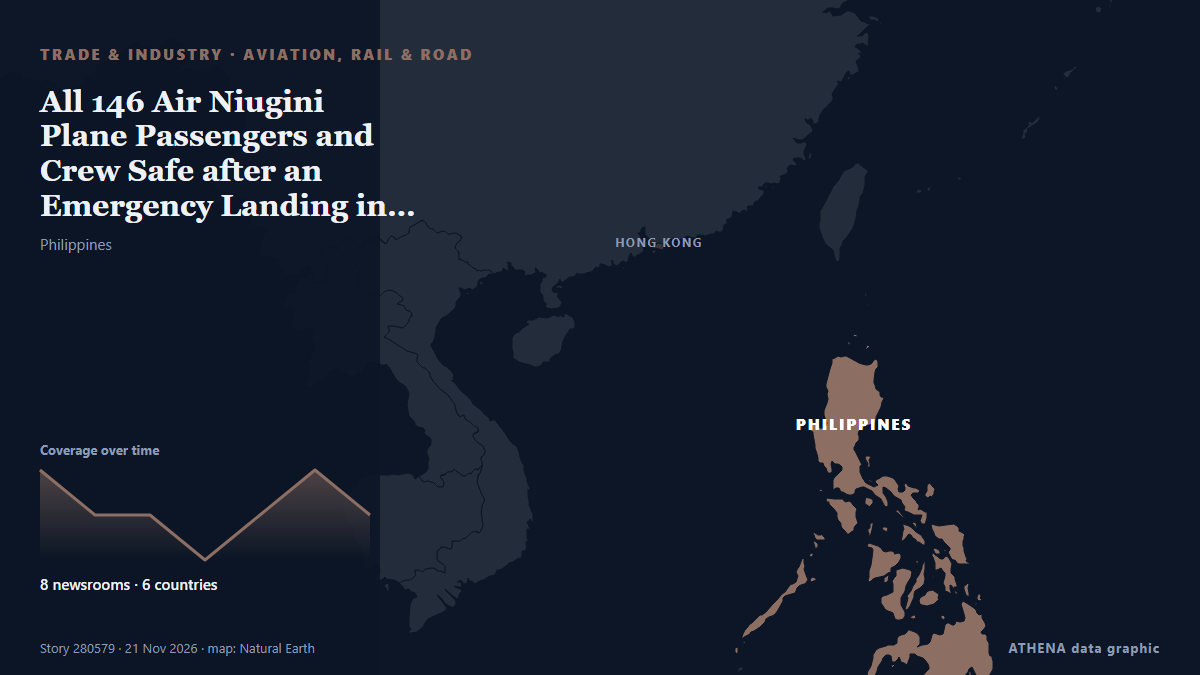 TRADE & INDUSTRY · AVIATION, RAIL & ROAD
All 146 Air Niugini
Plane Passengers and
Crew Safe after an
Emergency Landing in…
Philippines
HONG KONG
PHILIPPINES
Coverage over time
8 newsrooms · 6 countries
Story 280579 · 21 Nov 2026 · map: Natural Earth
ATHENA data graphic